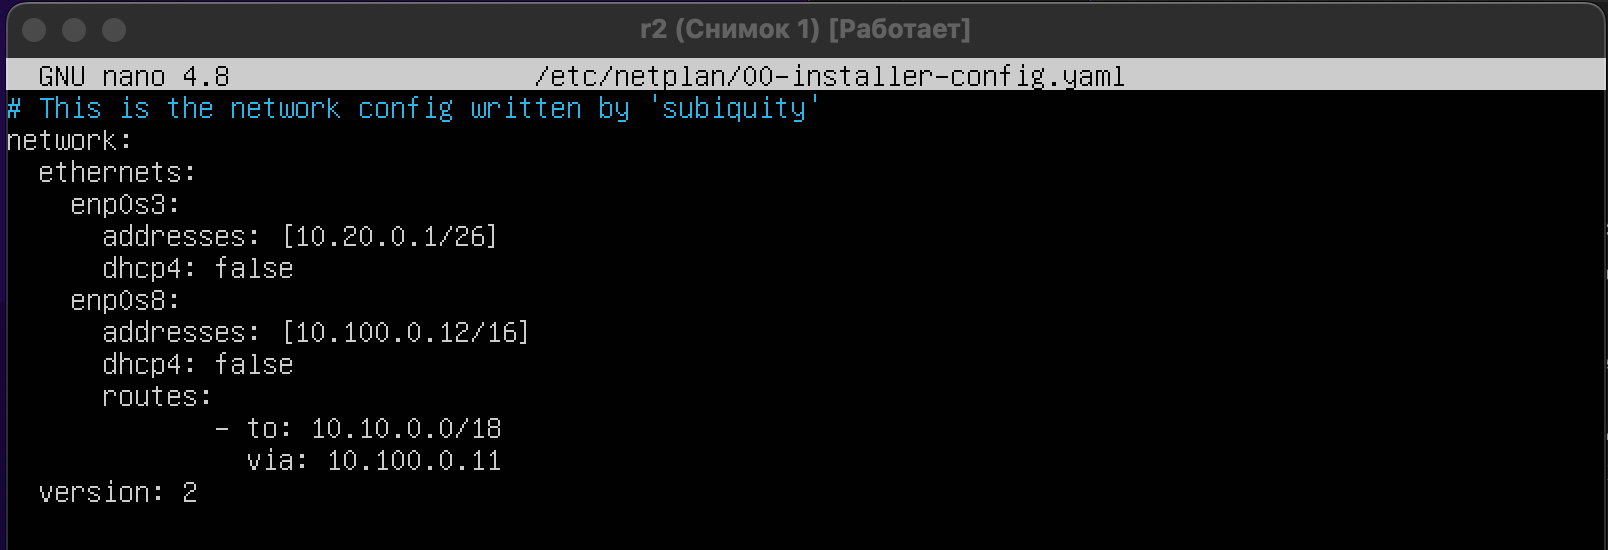 r2 (Снимок 1) [Работает]
GNU nano 4.8 /etc/netplan/00-installer-config.yaml
# This is the network config written by 'subiquity'
network:
  ethernets:
    enp0s3:
      addresses: [10.20.0.1/26]
      dhcp4: false
    enp0s8:
      addresses: [10.100.0.12/16]
      dhcp4: false
      routes:
             - to: 10.10.0.0/18
               via: 10.100.0.11
  version: 2